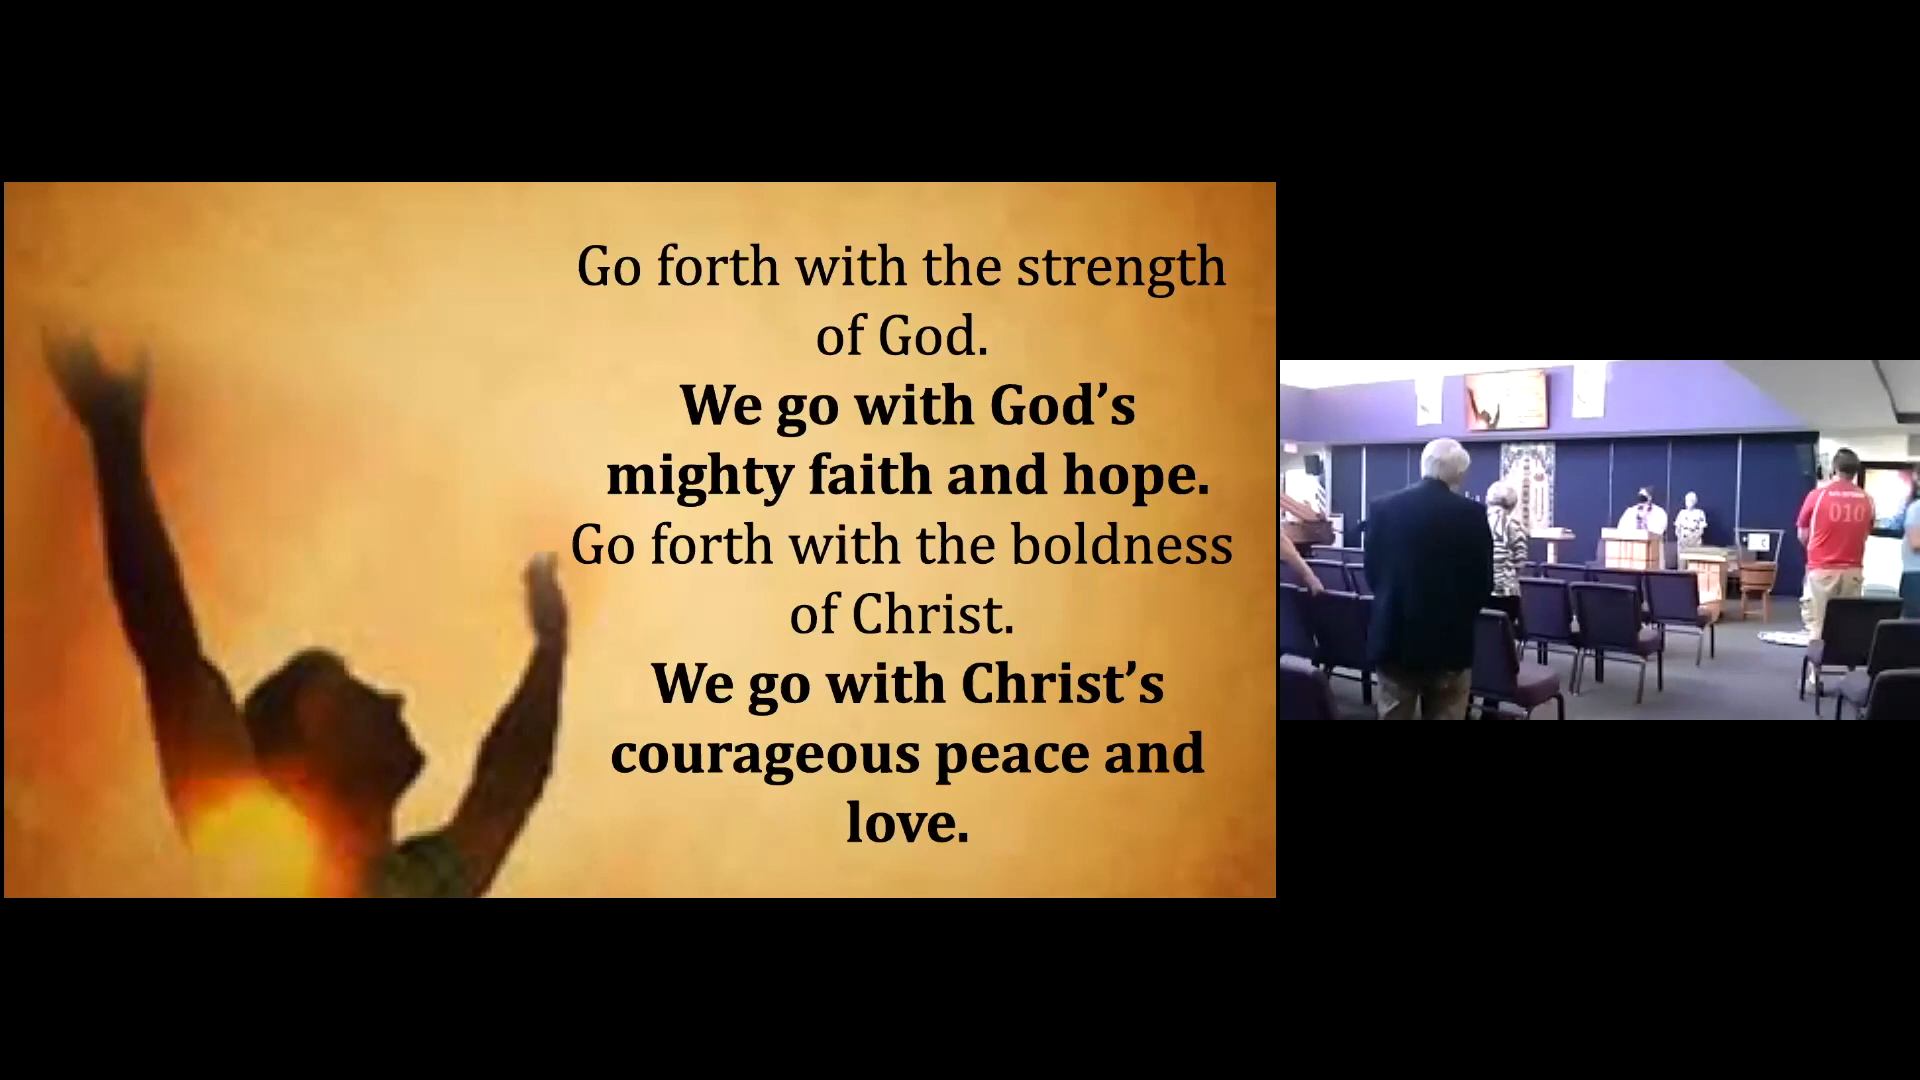 Go forth with the strength
of God.
We go with God’s
mighty faith and hope.
Go forth with the boldness
of Christ.
We go with Christ’s
courageous peace and
love.
010